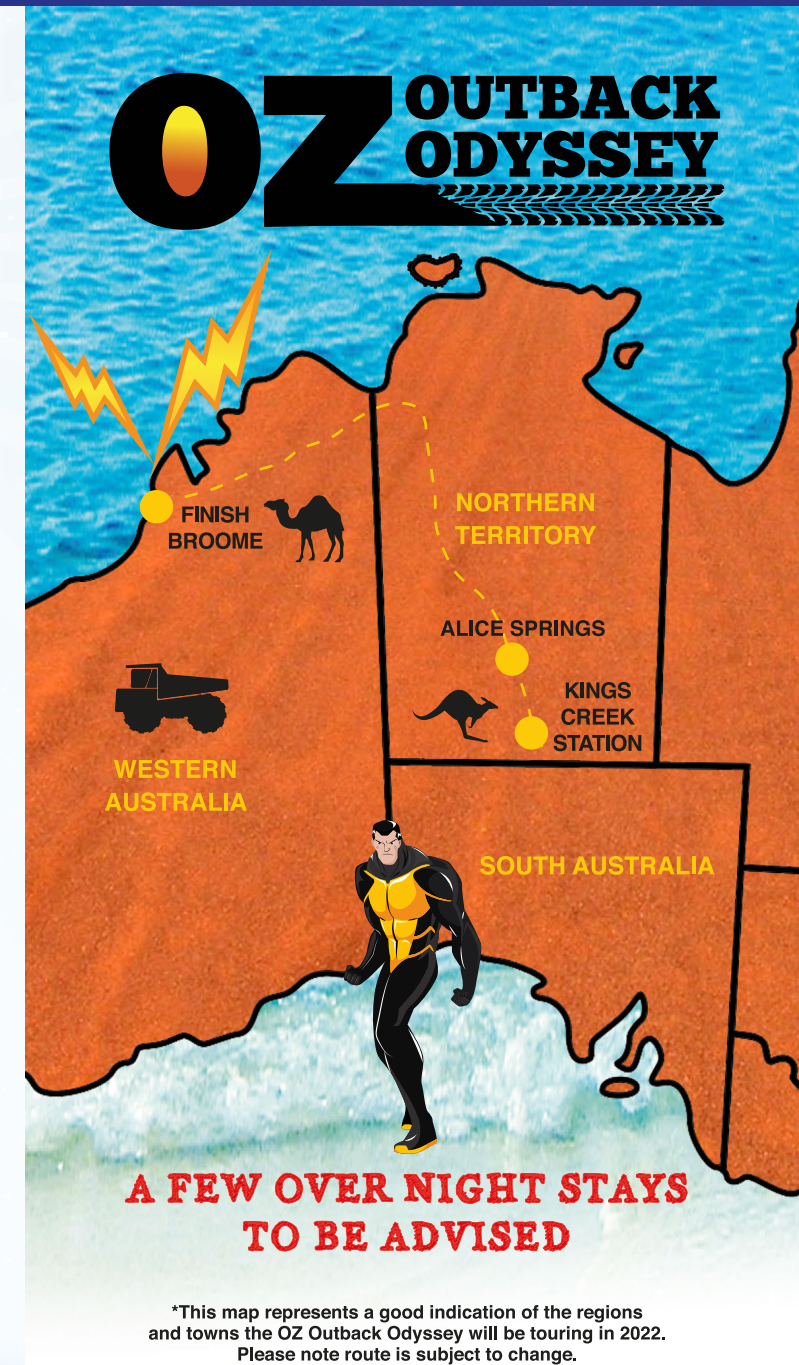 OZ OUTBACK
ODYSSEY
FINISH
BROOME
NORTHERN
TERRITORY
ALICE SPRINGS
KINGS
CREEK
STATION
WESTERN
AUSTRALIA
SOUTH AUSTRALIA
A FEW OVER NIGHT STAYS
TO BE ADVISED
*This map represents a good indication of the regions
and towns the OZ Outback Odyssey will be touring in 2022.
Please note route is subject to change.